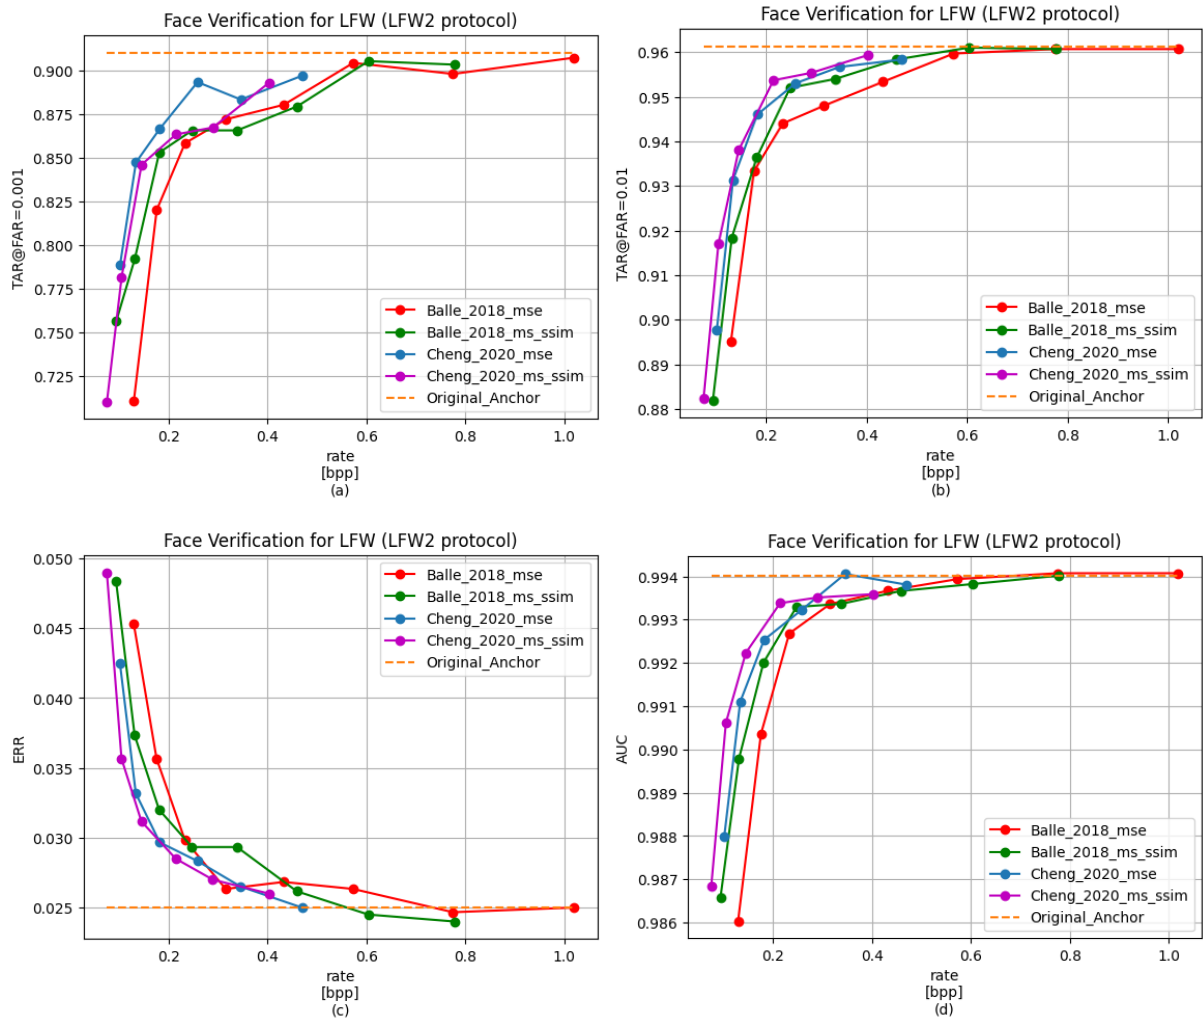 Face Verification for LFW (LFW2 protocol)
0.900
0.875
0.850
0.825
0.800
0.775
0.750
0.725
TAR@FAR=0.001
Balle_2018_mse
Balle_2018_ms_ssim
Cheng_2020_mse
Cheng_2020_ms_ssim
Original_Anchor
0.2 0.4 0.6 0.8 1.0
rate
[bpp]
(a)
Face Verification for LFW (LFW2 protocol)
0.96
0.95
0.94
0.93
0.92
0.91
0.90
0.89
0.88
TAR@FAR=0.01
Balle_2018_mse
Balle_2018_ms_ssim
Cheng_2020_mse
Cheng_2020_ms_ssim
Original_Anchor
0.2 0.4 0.6 0.8 1.0
rate
[bpp]
(b)
Face Verification for LFW (LFW2 protocol)
0.050
0.045
0.040
0.035
0.030
0.025
ERR
Balle_2018_mse
Balle_2018_ms_ssim
Cheng_2020_mse
Cheng_2020_ms_ssim
Original_Anchor
0.2 0.4 0.6 0.8 1.0
rate
[bpp]
(c)
Face Verification for LFW (LFW2 protocol)
0.994
0.993
0.992
0.991
0.990
0.989
0.988
0.987
0.986
AUC
Balle_2018_mse
Balle_2018_ms_ssim
Cheng_2020_mse
Cheng_2020_ms_ssim
Original_Anchor
0.2 0.4 0.6 0.8 1.0
rate
[bpp]
(d)